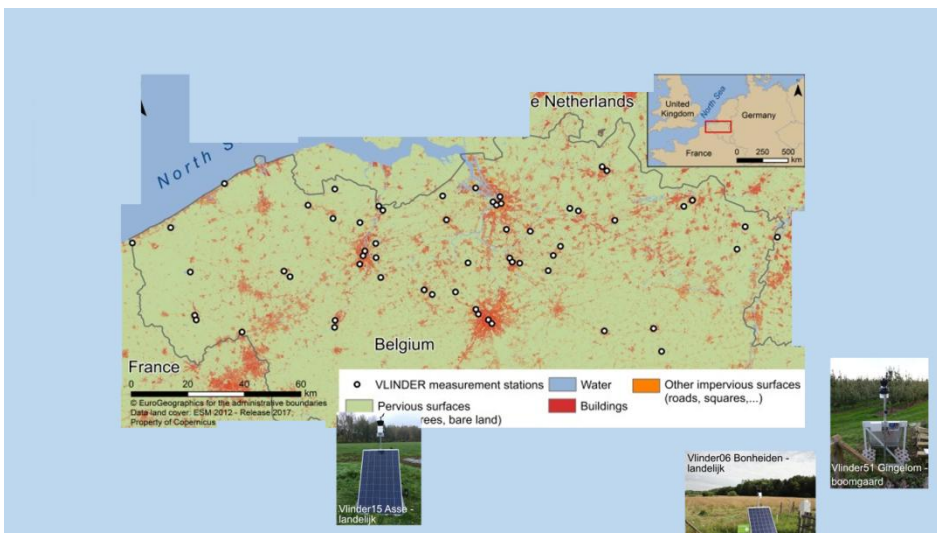 e Netherlands
United
Kingdom
North Sea
Germany
France
0 250 500
km
North S
Belgium
France
0 20 40 60
km
© EuroGeographics for the administrative boundaries
Data land cover: ESM 2012 - Release 2017,
Property of Copernicus
VLINDER measurement stations
Water
Other impervious surfaces
(roads, squares,...)
Pervious surfaces
rees, bare land)
Buildings
Vlinder15 Asse -
landelijk
Vlinder06 Bonheiden -
landelijk
Vlinder51 Gingelom -
boomgaard